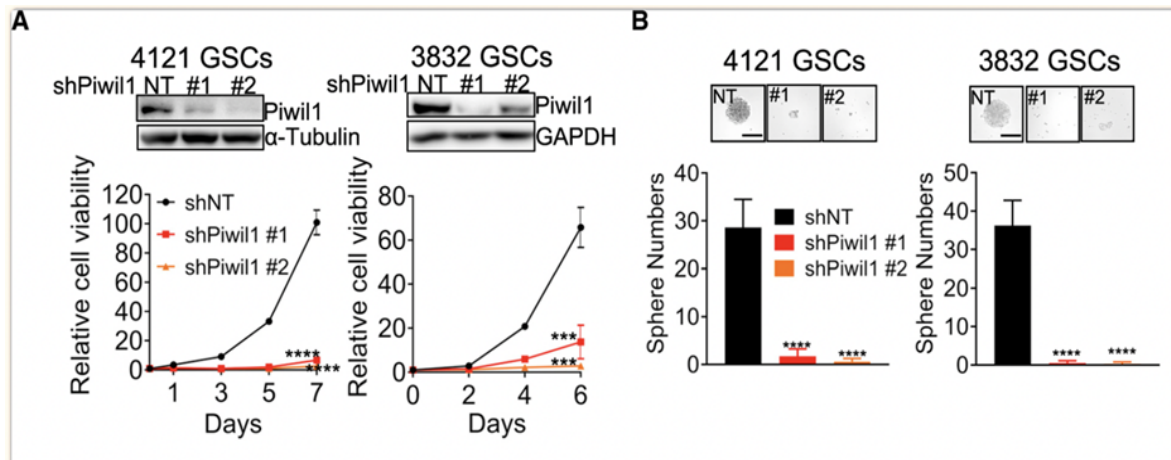 A
4121 GSCs
shPiwil1 NT #1 #2
Piwil1
α-Tubulin
3832 GSCs
shPiwil1 NT #1 #2
Piwil1
GAPDH
Relative cell viability
120
100
80
60
40
20
0
shNT
shPiwil1 #1
shPiwil1 #2
****
****
1 3 5 7
Days
Relative cell viability
80
60
40
20
0
***
***
0 2 4 6
Days
B
4121 GSCs
NT #1 #2
3832 GSCs
NT #1 #2
Sphere Numbers
40
30
20
10
0
shNT
shPiwil1 #1
shPiwil1 #2
**** ****
Sphere Numbers
50
40
30
20
10
0
**** ****